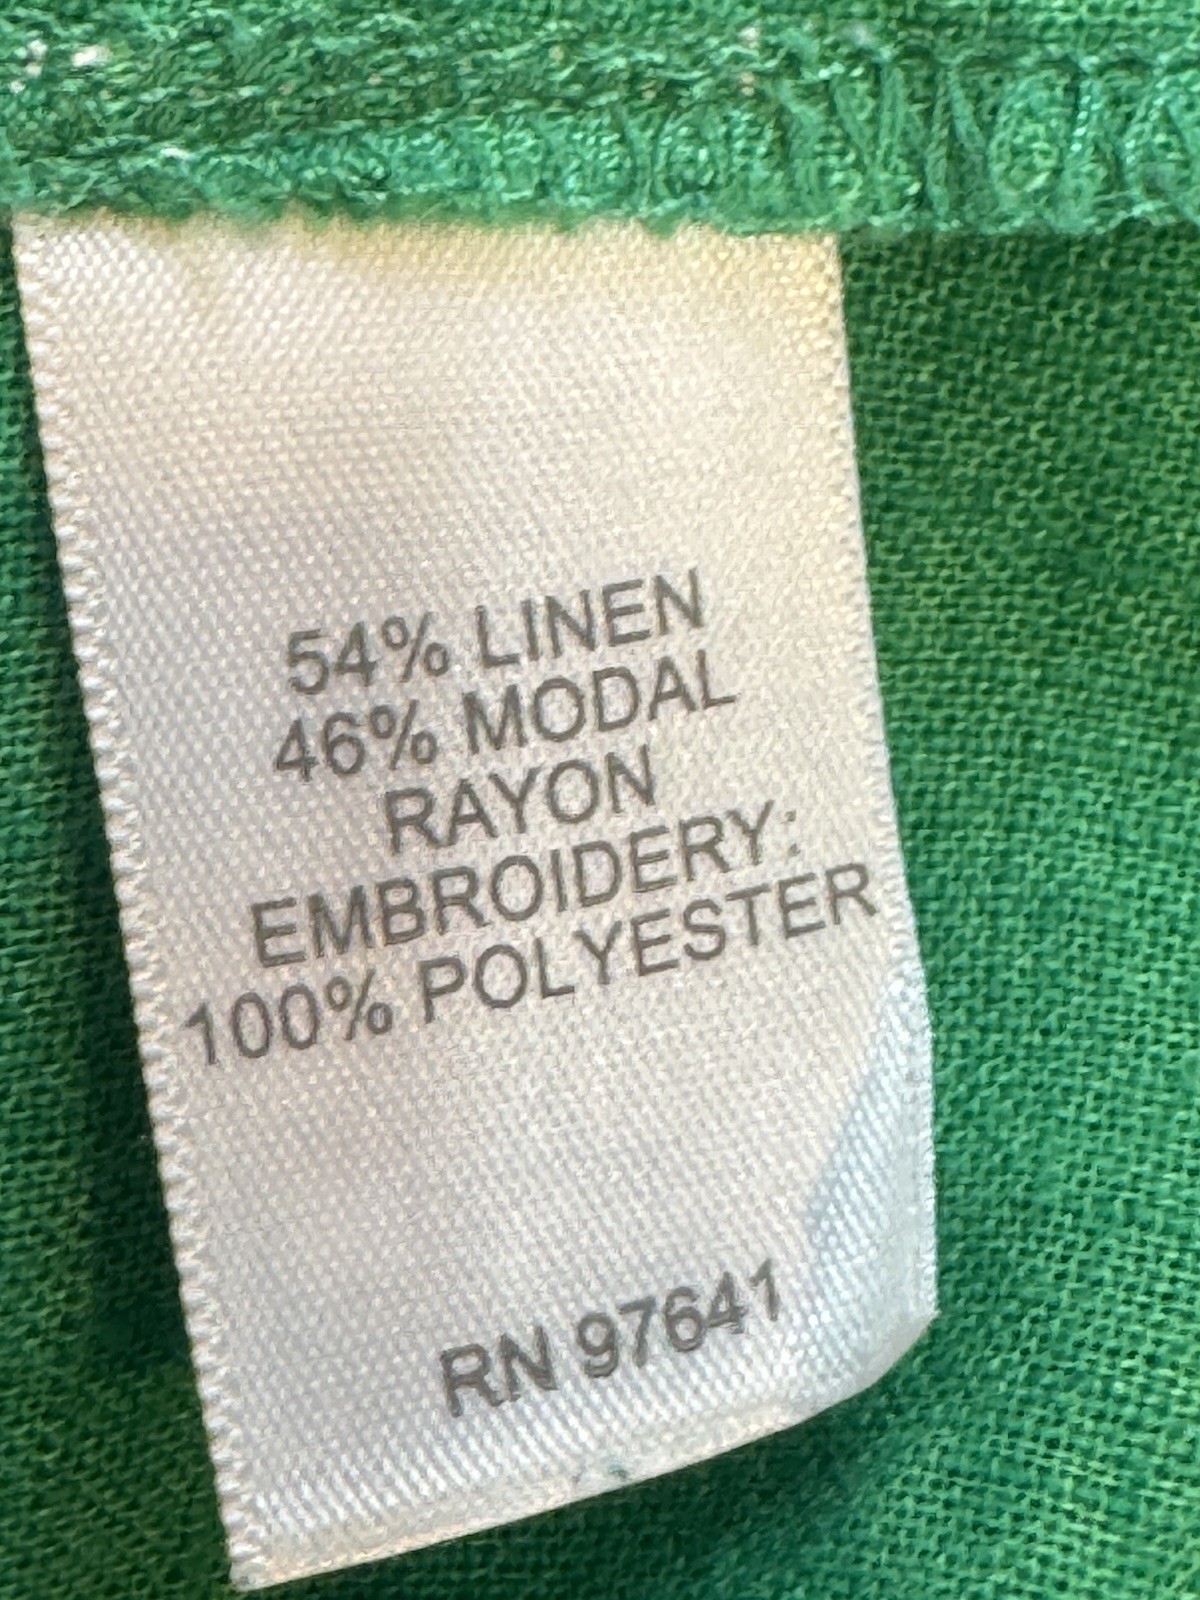 54% LINEN
46% MODAL
RAYON
EMBROIDERY:
100% POLYESTER
RN 97641